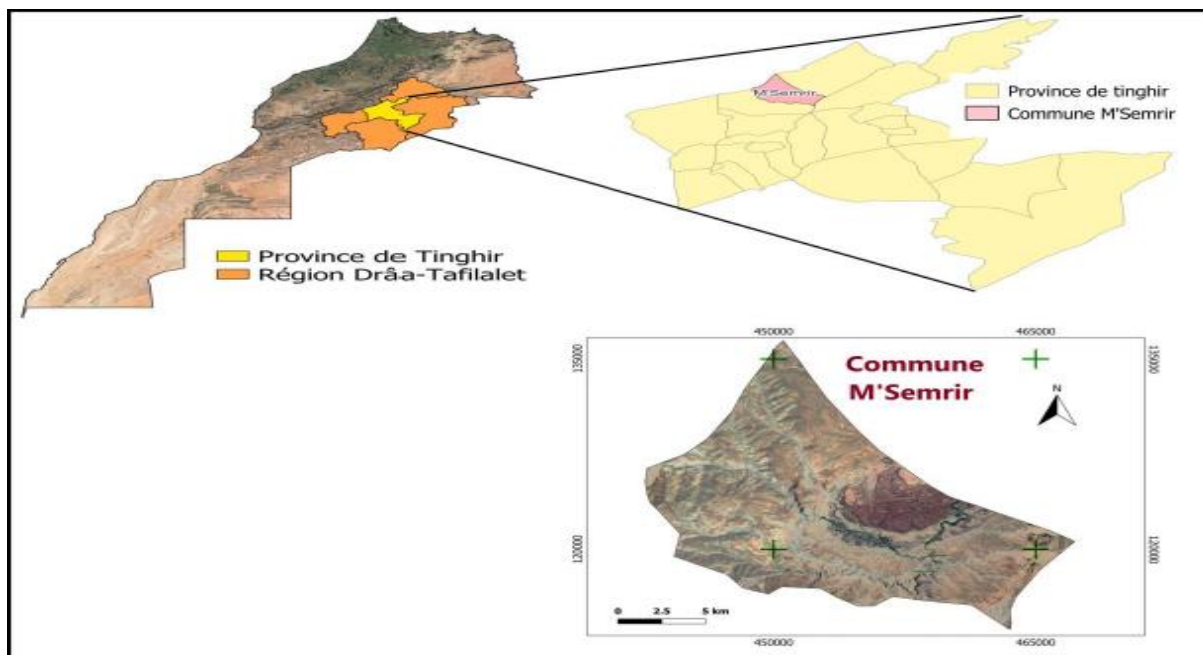 M'Semrir
Province de tinghir
Commune M'Semrir
Province de Tinghir
Région Drâa-Tafilalet
450000
465000
135000
135000
Commune
M'Semrir
N
120000
120000
0 2.5 5 km
450000
465000